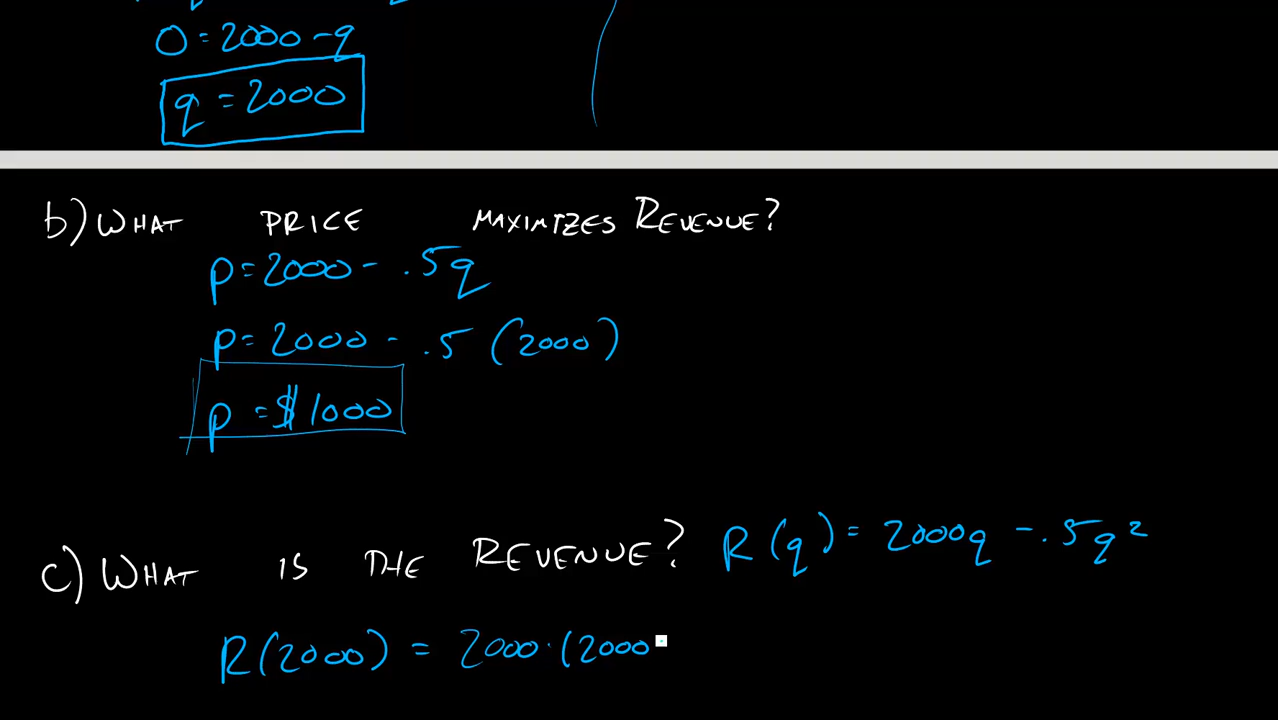 0 = 2000 - q
q = 2000
b) WHAT PRICE MAXIMIZES REVENUE?
p = 2000 - .5q
p = 2000 - .5 (2000)
p = $1000
c) WHAT IS THE REVENUE? R(q) = 2000q - .5q²
R(2000) = 2000·(2000